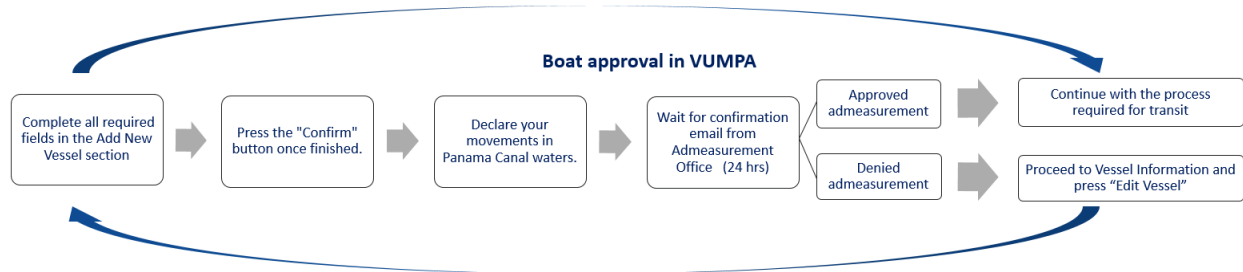 Boat approval in VUMPA
Complete all required
fields in the Add New
Vessel section
Press the "Confirm"
button once finished.
Declare your
movements in
Panama Canal waters.
Wait for confirmation
email from
Admeasurement
Office (24 hrs)
Approved
admeasurement
Continue with the process
required for transit
Denied
admeasurement
Proceed to Vessel Information and
press “Edit Vessel”